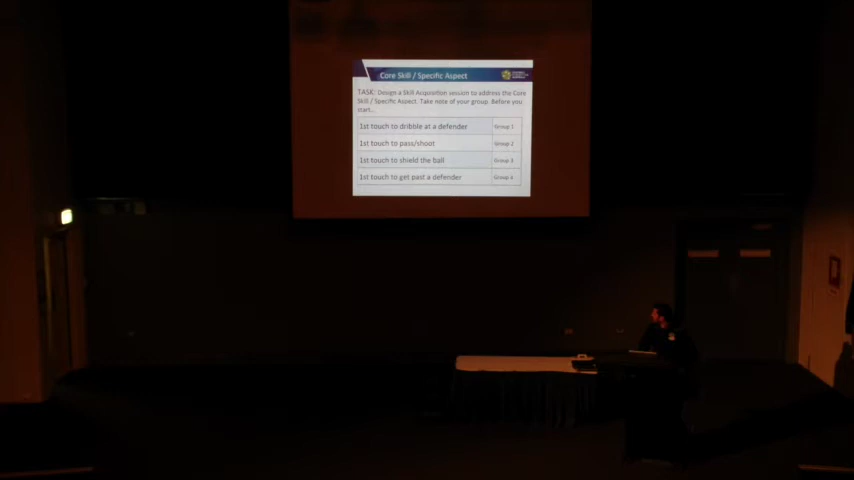 Core Skill / Specific Aspect
TASK: Design a Skill Acquisition session to address the Core
Skill / Specific Aspect. Take note of your group. Before you
start...
1st touch to dribble at a defender Group 1
1st touch to pass/shoot Group 2
1st touch to shield the ball Group 3
1st touch to get past a defender Group 4